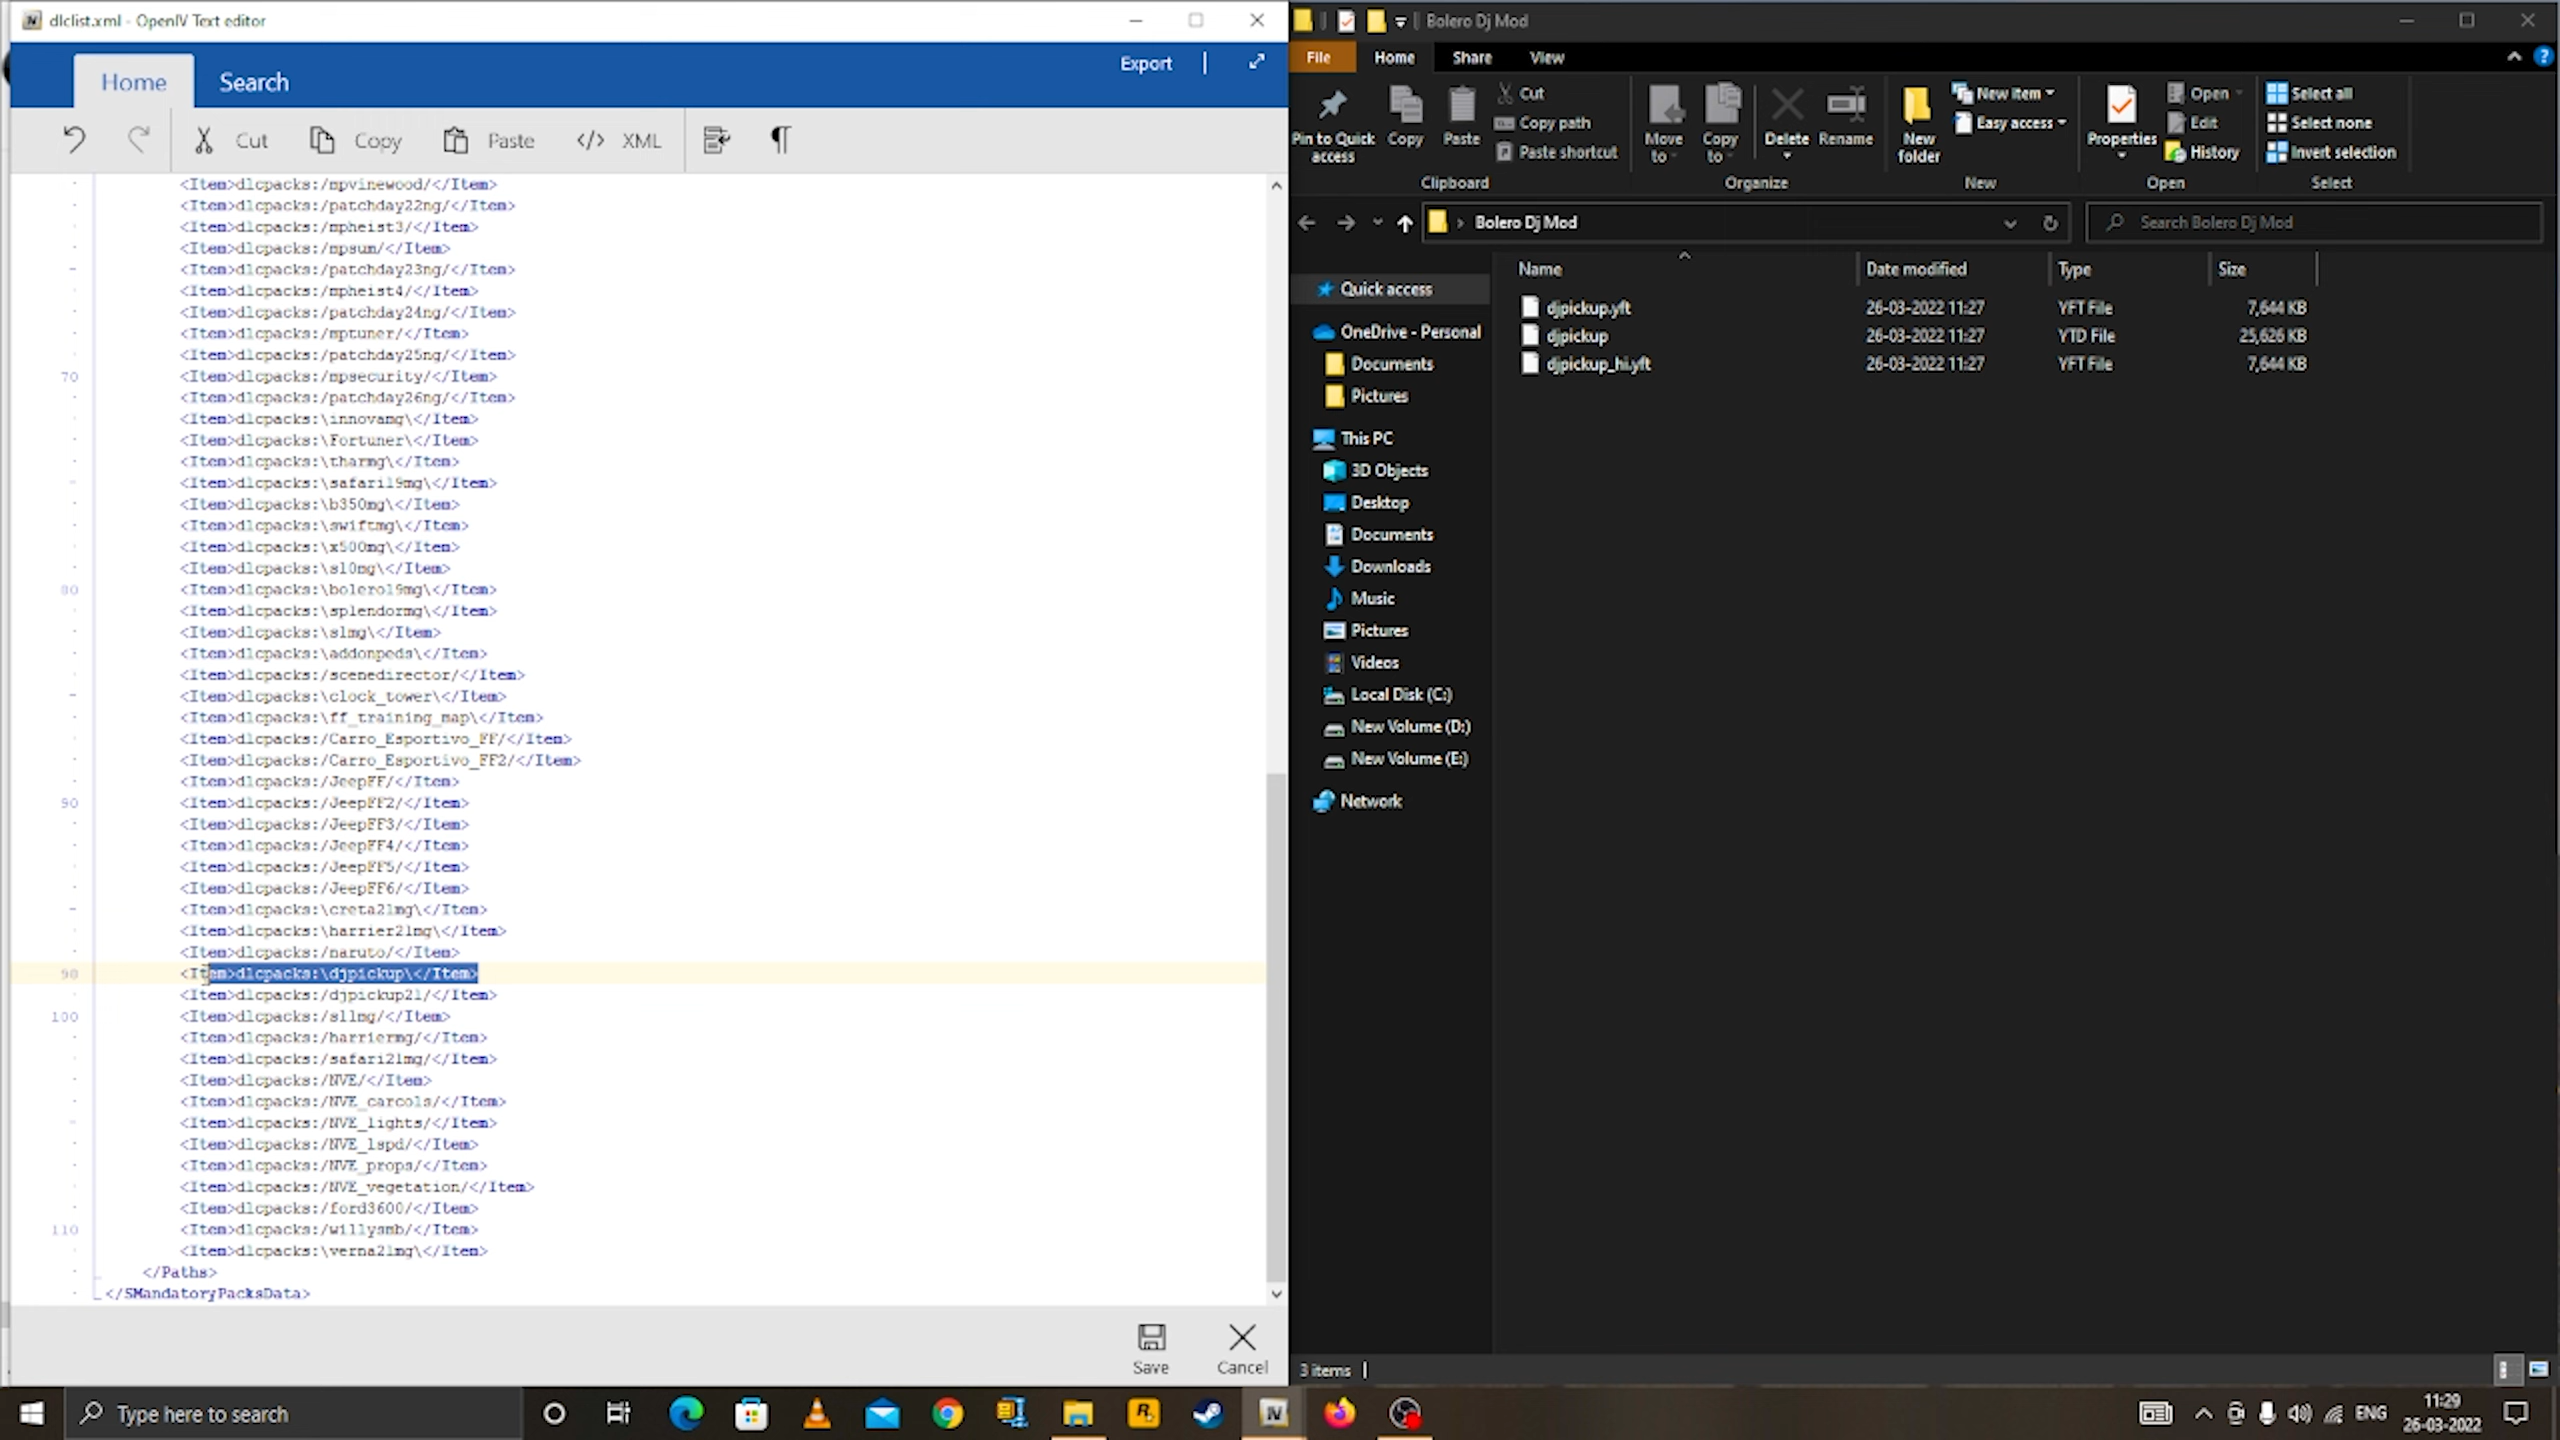 dlclist.xml - OpenIV Text editor
Home
Search
Export
Cut
Copy
Paste
</> XML
<Item>dlcpacks:/mpvinewood/</Item>
<Item>dlcpacks:/patchday22ng/</Item>
<Item>dlcpacks:/mpheist3/</Item>
<Item>dlcpacks:/mpsum/</Item>
<Item>dlcpacks:/patchday23ng/</Item>
<Item>dlcpacks:/mpheist4/</Item>
<Item>dlcpacks:/patchday24ng/</Item>
<Item>dlcpacks:/mptuner/</Item>
<Item>dlcpacks:/patchday25ng/</Item>
70 <Item>dlcpacks:/mpsecurity/</Item>
<Item>dlcpacks:/patchday26ng/</Item>
<Item>dlcpacks:\innovamg\</Item>
<Item>dlcpacks:\Fortuner\</Item>
<Item>dlcpacks:\tharmg\</Item>
<Item>dlcpacks:\safari19mg\</Item>
<Item>dlcpacks:\b350mg\</Item>
<Item>dlcpacks:\swiftmg\</Item>
<Item>dlcpacks:\x500mg\</Item>
<Item>dlcpacks:\s10mg\</Item>
80 <Item>dlcpacks:\bolero19mg\</Item>
<Item>dlcpacks:\splendormg\</Item>
<Item>dlcpacks:\s1mg\</Item>
<Item>dlcpacks:\addonpeds\</Item>
<Item>dlcpacks:/scenedirector/</Item>
<Item>dlcpacks:\clock_tower\</Item>
<Item>dlcpacks:\ff_training_map\</Item>
<Item>dlcpacks:/Carro_Esportivo_FF/</Item>
<Item>dlcpacks:/Carro_Esportivo_FF2/</Item>
<Item>dlcpacks:/JeepFF/</Item>
90 <Item>dlcpacks:/JeepFF2/</Item>
<Item>dlcpacks:/JeepFF3/</Item>
<Item>dlcpacks:/JeepFF4/</Item>
<Item>dlcpacks:/JeepFF5/</Item>
<Item>dlcpacks:/JeepFF6/</Item>
<Item>dlcpacks:\creta21mg\</Item>
<Item>dlcpacks:\harrier21mg\</Item>
<Item>dlcpacks:/naruto/</Item>
98 <Item>dlcpacks:\djpickup\</Item>
<Item>dlcpacks:/djpickup21/</Item>
100 <Item>dlcpacks:/s11mg/</Item>
<Item>dlcpacks:/harriermg/</Item>
<Item>dlcpacks:/safari21mg/</Item>
<Item>dlcpacks:/NVE/</Item>
<Item>dlcpacks:/NVE_carcols/</Item>
<Item>dlcpacks:/NVE_lights/</Item>
<Item>dlcpacks:/NVE_lspd/</Item>
<Item>dlcpacks:/NVE_props/</Item>
<Item>dlcpacks:/NVE_vegetation/</Item>
<Item>dlcpacks:/ford3600/</Item>
110 <Item>dlcpacks:/willysmb/</Item>
<Item>dlcpacks:\verna21mg\</Item>
</Paths>
</SMandatoryPacksData>
Save
Cancel
Bolero Dj Mod
File
Home
Share
View
Pin to Quick access
Copy
Paste
Cut
Copy path
Paste shortcut
Clipboard
Move to
Copy to
Delete
Rename
Organize
New folder
New item
Easy access
New
Properties
Open
Edit
History
Open
Select all
Select none
Invert selection
Select
Bolero Dj Mod
Search Bolero Dj Mod
Name Date modified Type Size
djpickup.yft 26-03-2022 11:27 YFT File 7,644 KB
djpickup 26-03-2022 11:27 YTD File 25,626 KB
djpickup_hi.yft 26-03-2022 11:27 YFT File 7,644 KB
Quick access
OneDrive - Personal
Documents
Pictures
This PC
3D Objects
Desktop
Documents
Downloads
Music
Pictures
Videos
Local Disk (C:)
New Volume (D:)
New Volume (E:)
Network
3 items
Type here to search
ENG
11:29
26-03-2022